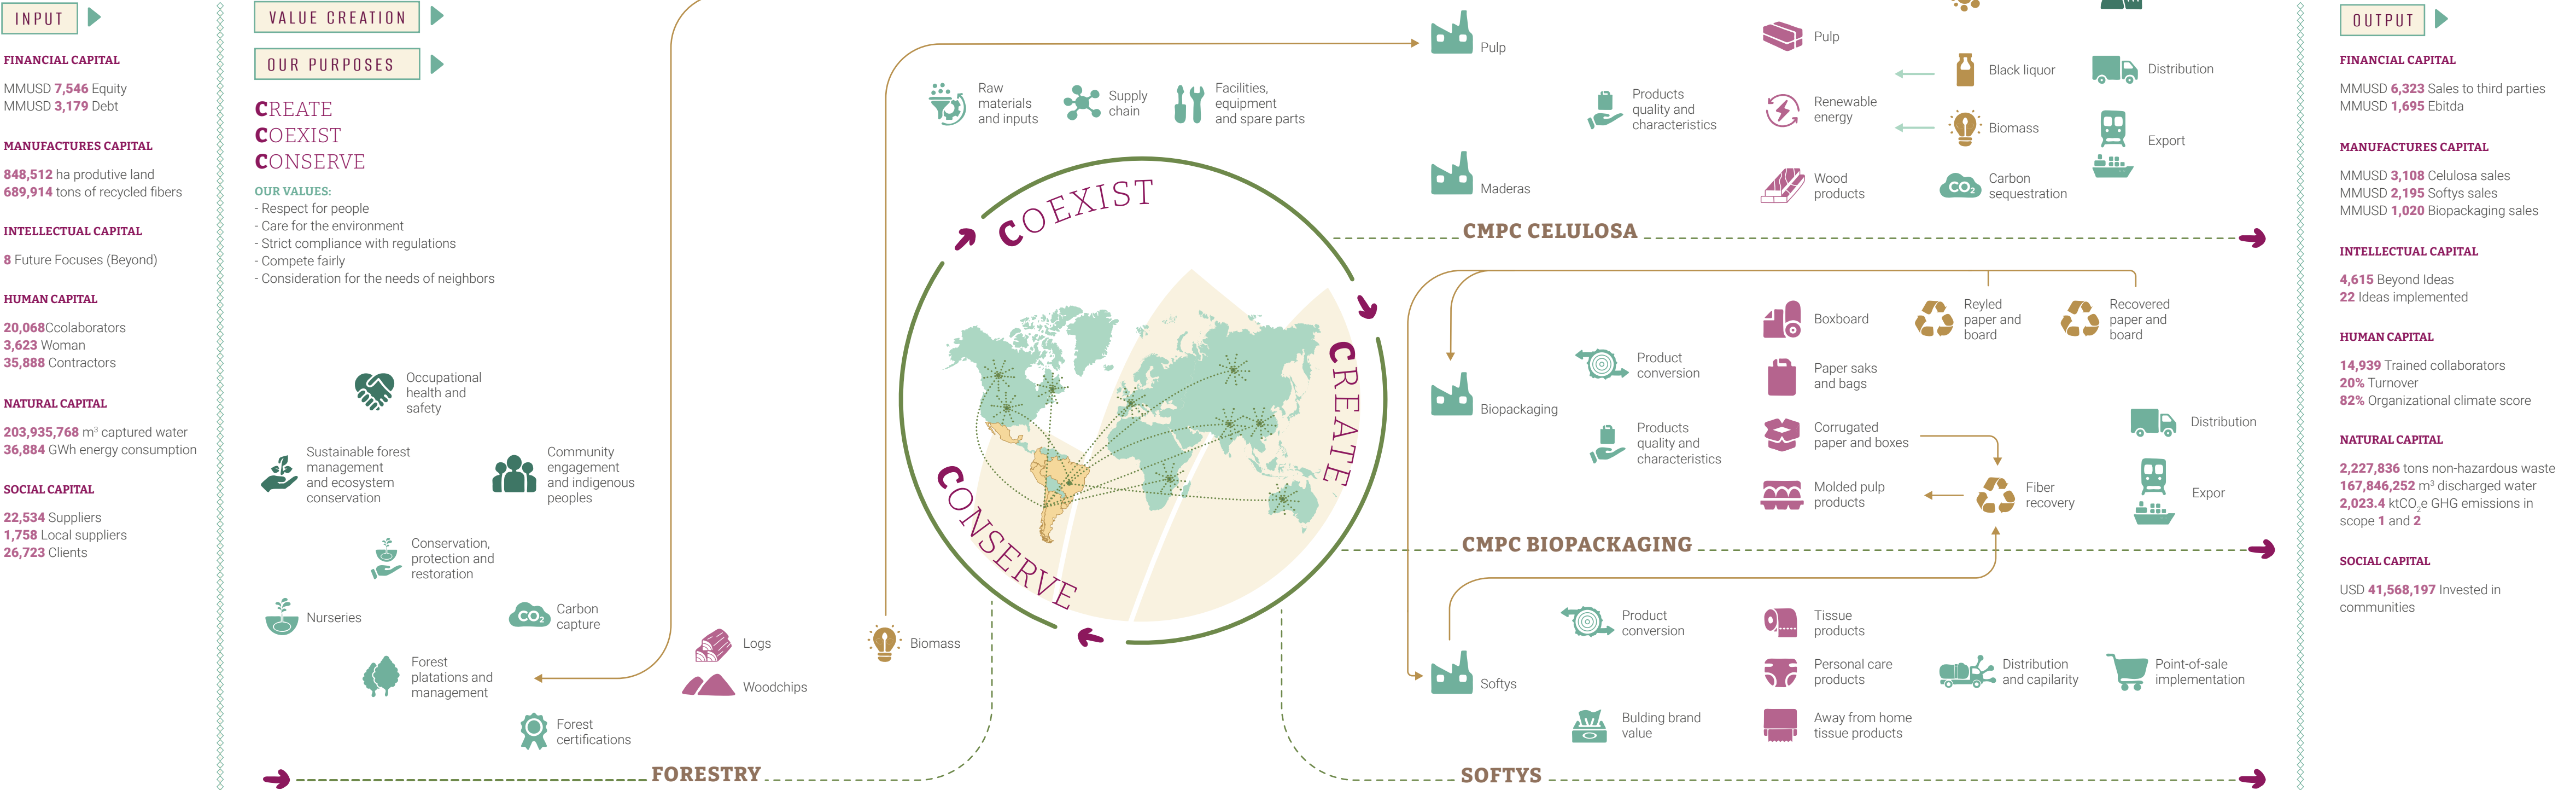 INPUT
FINANCIAL CAPITAL
MMUSD 7,546 Equity
MMUSD 3,179 Debt
MANUFACTURES CAPITAL
848,512 ha produtive land
689,914 tons of recycled fibers
INTELLECTUAL CAPITAL
8 Future Focuses (Beyond)
HUMAN CAPITAL
20,068Ccolaborators
3,623 Woman
35,888 Contractors
NATURAL CAPITAL
203,935,768 m³ captured water
36,884 GWh energy consumption
SOCIAL CAPITAL
22,534 Suppliers
1,758 Local suppliers
26,723 Clients
VALUE CREATION
OUR PURPOSES
CREATE
COEXIST
CONSERVE
OUR VALUES:
- Respect for people
- Care for the environment
- Strict compliance with regulations
- Compete fairly
- Consideration for the needs of neighbors
Occupational
health and
safety
Sustainable forest
management
and ecosystem
conservation
Community
engagement
and indigenous
peoples
Conservation,
protection and
restoration
Nurseries
CO₂
Carbon
capture
Forest
platations and
management
Forest
certifications
Logs
Woodchips
Biomass
FORESTRY
Raw
materials
and inputs
Supply
chain
Facilities,
equipment
and spare parts
COEXIST
CREATE
CONSERVE
Pulp
Maderas
Products
quality and
characteristics
Pulp
Renewable
energy
Wood
products
Black liquor
Biomass
CO₂
Carbon
sequestration
Distribution
Export
CMPC CELULOSA
Biopackaging
Product
conversion
Products
quality and
characteristics
Boxboard
Paper saks
and bags
Corrugated
paper and boxes
Molded pulp
products
Reyled
paper and
board
Recovered
paper and
board
Fiber
recovery
Distribution
Expor
CMPC BIOPACKAGING
Softys
Product
conversion
Bulding brand
value
Tissue
products
Personal care
products
Away from home
tissue products
Distribution
and capilarity
Point-of-sale
implementation
SOFTYS
OUTPUT
FINANCIAL CAPITAL
MMUSD 6,323 Sales to third parties
MMUSD 1,695 Ebitda
MANUFACTURES CAPITAL
MMUSD 3,108 Celulosa sales
MMUSD 2,195 Softys sales
MMUSD 1,020 Biopackaging sales
INTELLECTUAL CAPITAL
4,615 Beyond Ideas
22 Ideas implemented
HUMAN CAPITAL
14,939 Trained collaborators
20% Turnover
82% Organizational climate score
NATURAL CAPITAL
2,227,836 tons non-hazardous waste
167,846,252 m³ discharged water
2,023.4 ktCO₂e GHG emissions in
scope 1 and 2
SOCIAL CAPITAL
USD 41,568,197 Invested in
communities